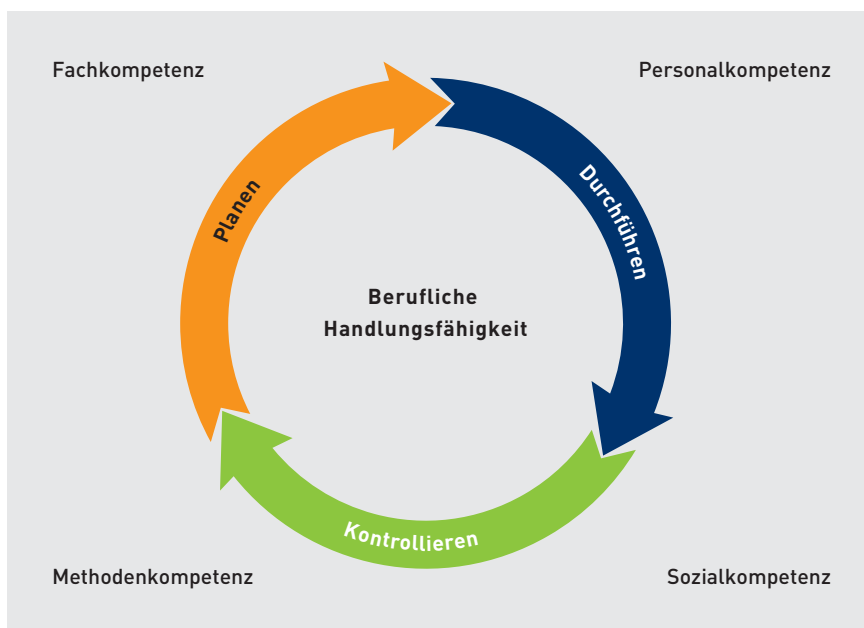 Fachkompetenz
Personalkompetenz
Planen
Durchführen
Berufliche
Handlungsfähigkeit
Kontrollieren
Methodenkompetenz
Sozialkompetenz